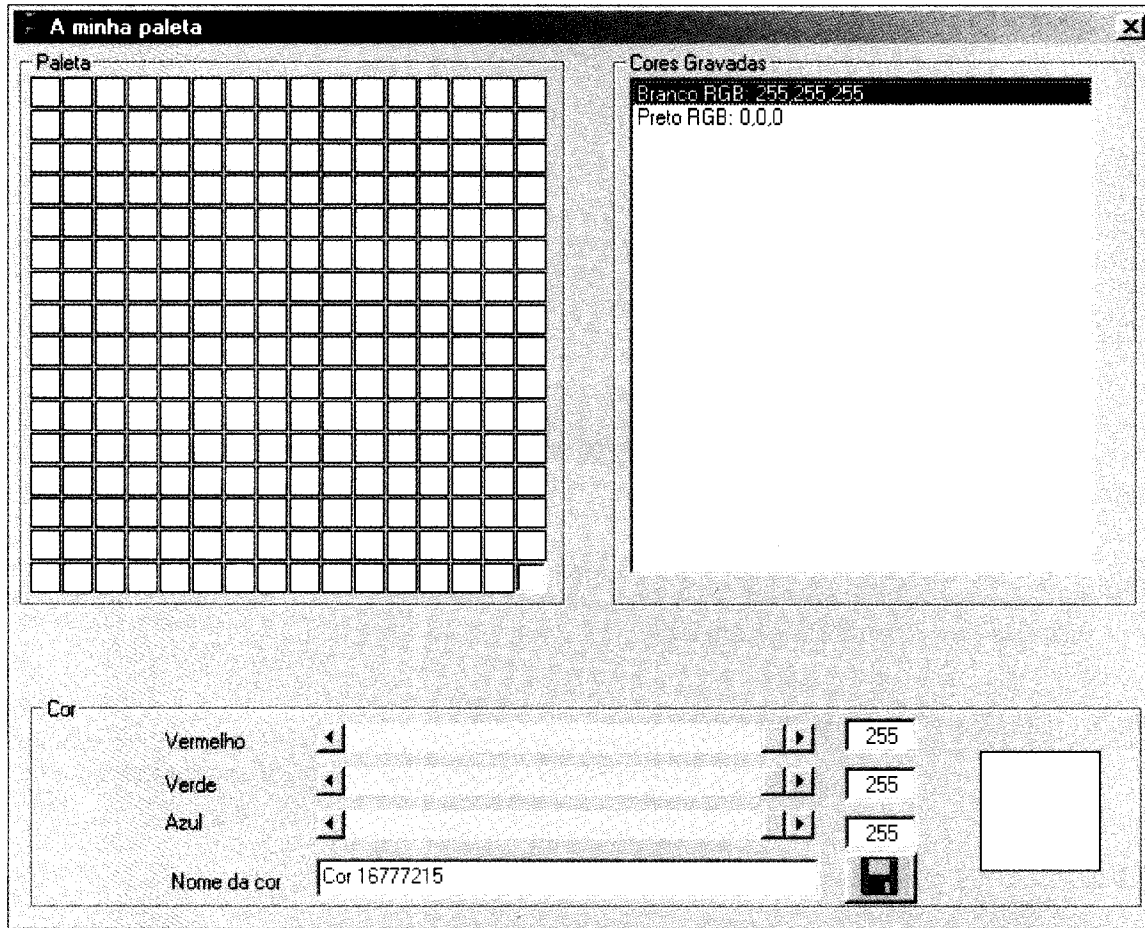 A minha paleta
Paleta
Cores Gravadas
Branco RGB: 255,255,255
Preto RGB: 0,0,0
Cor
Vermelho
255
Verde
255
Azul
255
Nome da cor
Cor 16777215